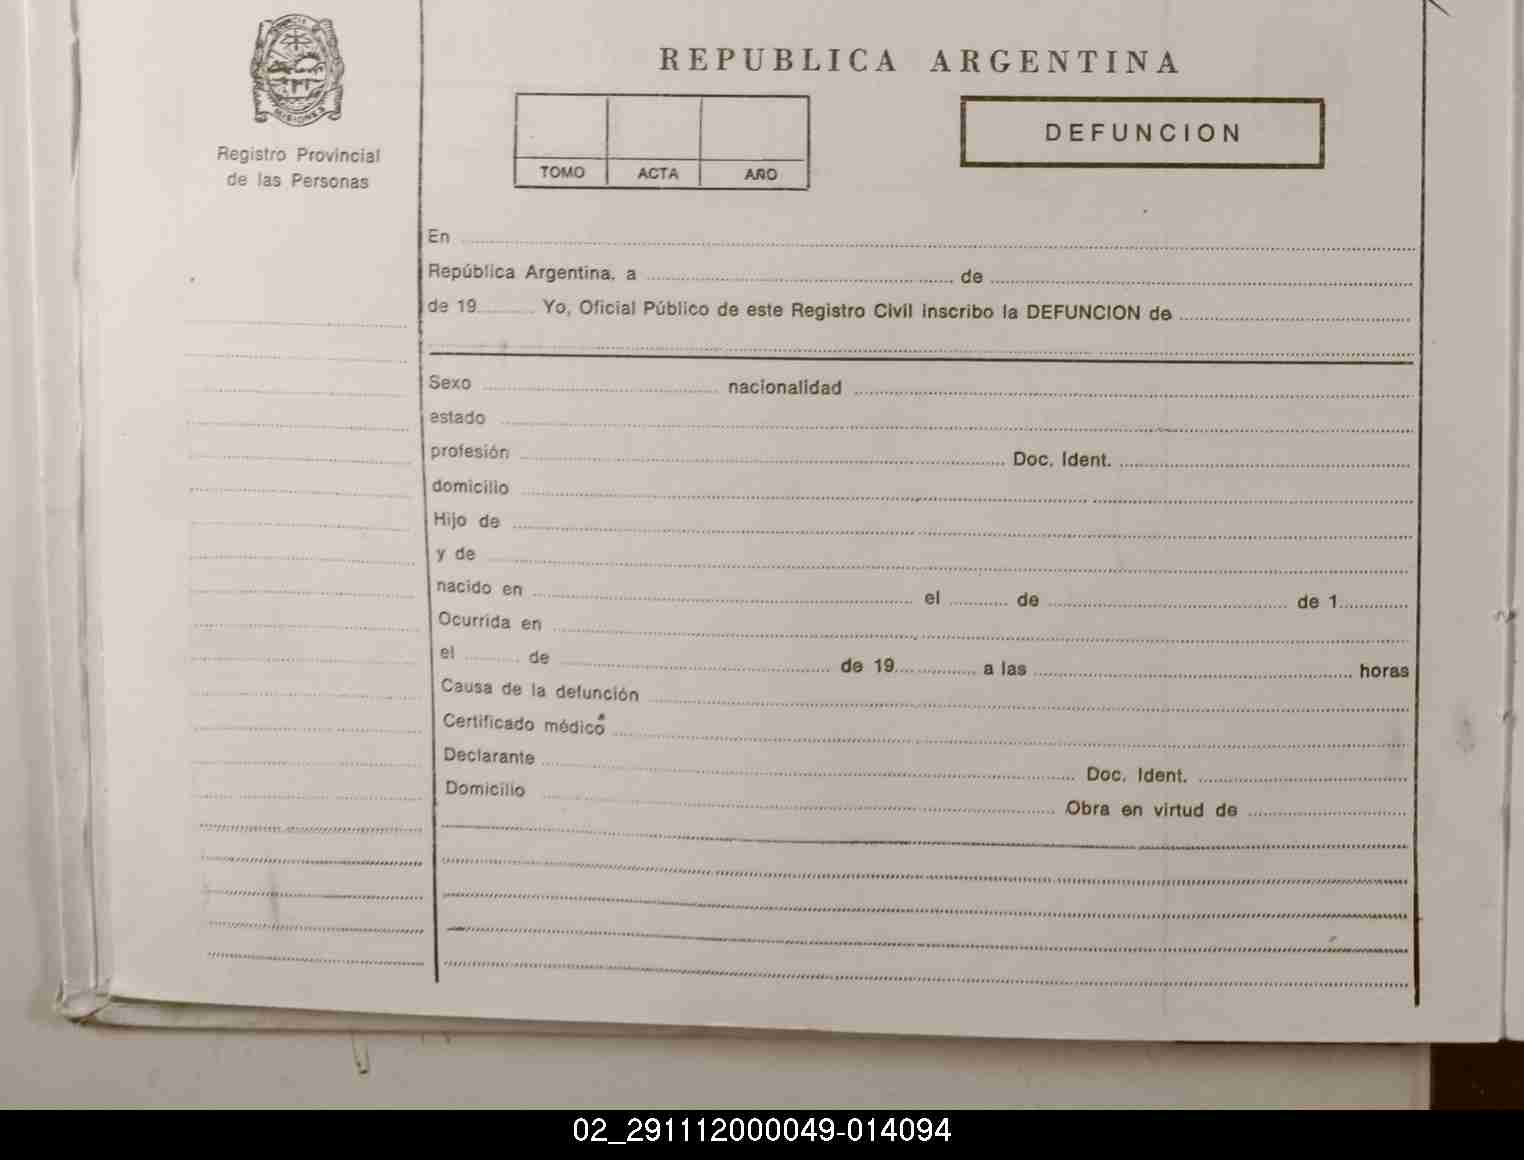 PROVINCIA
MISIONES
Registro Provincial
de las Personas
REPUBLICA ARGENTINA
TOMO ACTA AÑO
DEFUNCION
En
República Argentina, a de
de 19 Yo, Oficial Público de este Registro Civil inscribo la DEFUNCION de
Sexo nacionalidad
estado
profesión Doc. Ident.
domicilio
Hijo de
y de
nacido en el de de 1
Ocurrida en
el de de 19 a las horas
Causa de la defunción
Certificado médico
Declarante Doc. Ident.
Domicilio Obra en virtud de
02_291112000049-014094